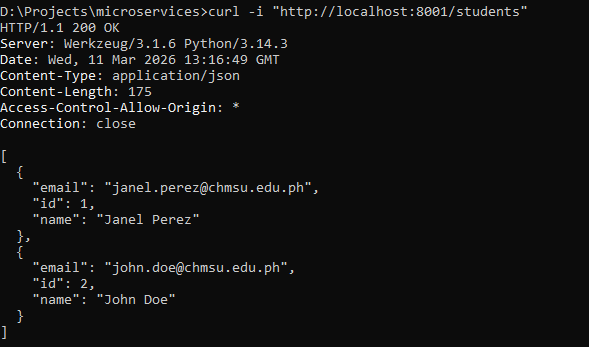 D:\Projects\microservices>curl -i "http://localhost:8001/students"
HTTP/1.1 200 OK
Server: Werkzeug/3.1.6 Python/3.14.3
Date: Wed, 11 Mar 2026 13:16:49 GMT
Content-Type: application/json
Content-Length: 175
Access-Control-Allow-Origin: *
Connection: close

[
  {
    "email": "janel.perez@chmsu.edu.ph",
    "id": 1,
    "name": "Janel Perez"
  },
  {
    "email": "john.doe@chmsu.edu.ph",
    "id": 2,
    "name": "John Doe"
  }
]